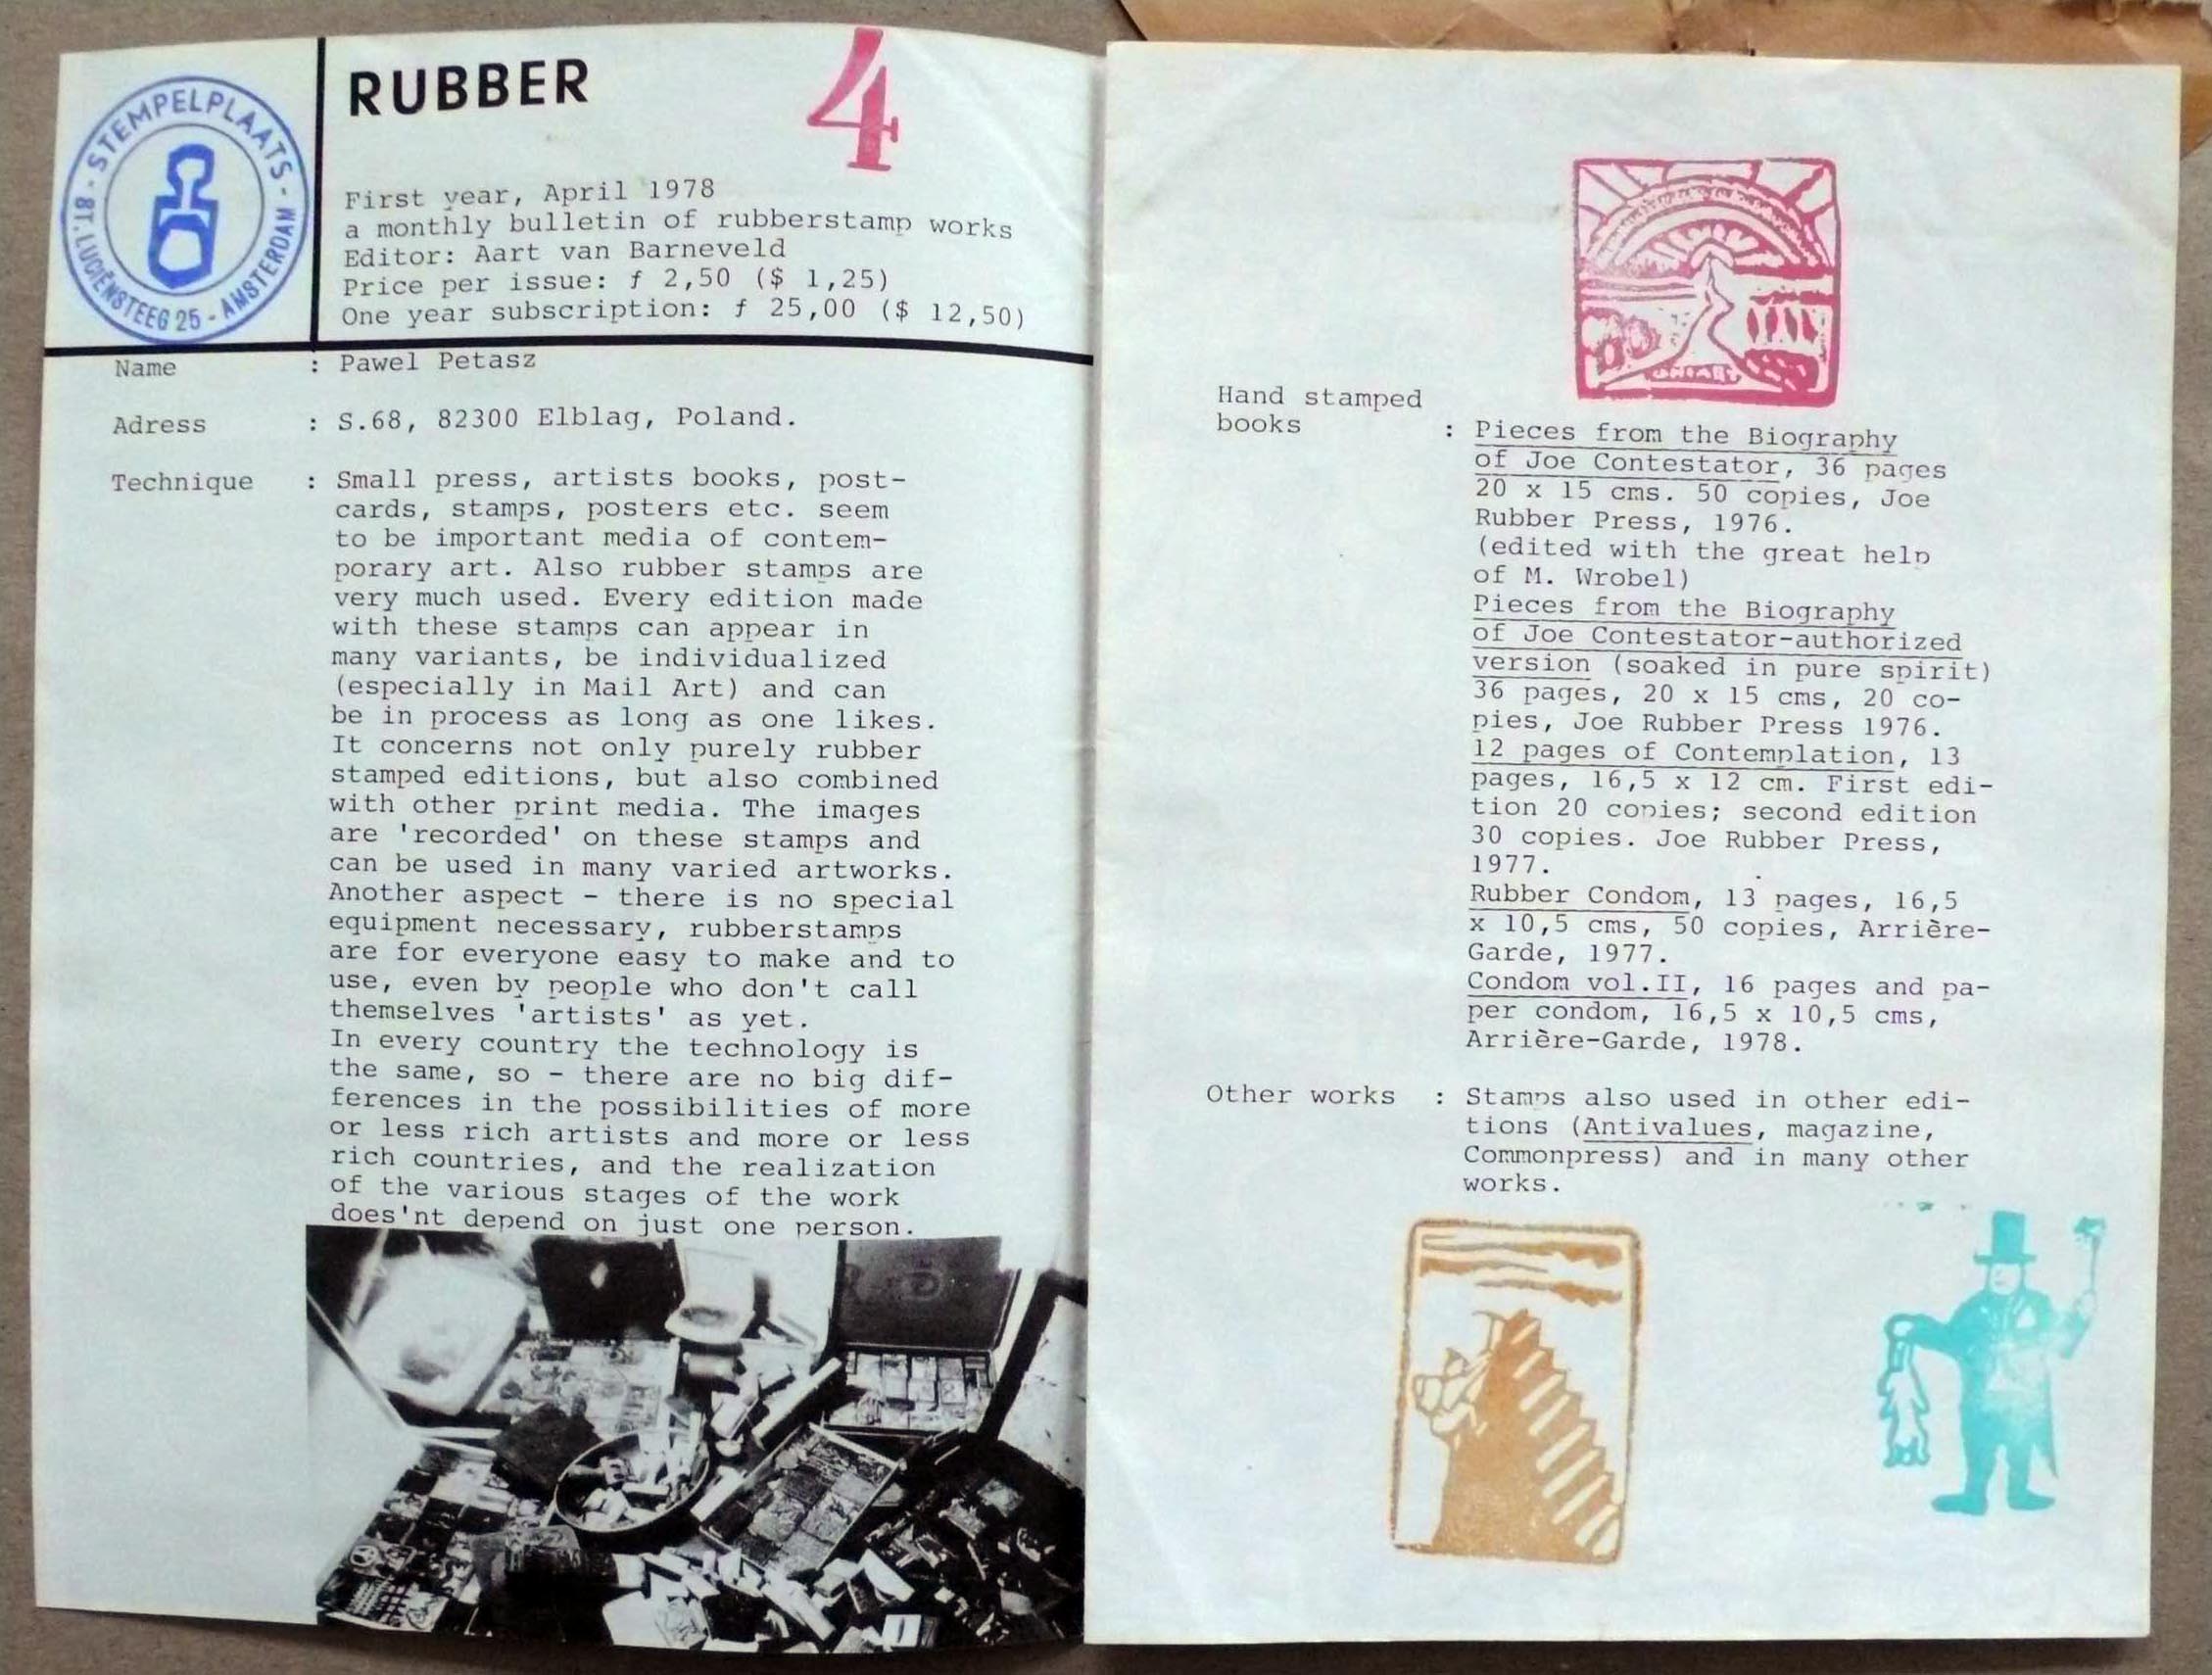 - STEMPELPLAATS -
ST. LUCIËNSTEEG 25 - AMSTERDAM
RUBBER
4
First year, April 1978
a monthly bulletin of rubberstamp works
Editor: Aart van Barneveld
Price per issue: f 2,50 ($ 1,25)
One year subscription: f 25,00 ($ 12,50)
Name : Pawel Petasz
Adress : S.68, 82300 Elblag, Poland.
Technique : Small press, artists books, post-
cards, stamps, posters etc. seem
to be important media of contem-
porary art. Also rubber stamps are
very much used. Every edition made
with these stamps can appear in
many variants, be individualized
(especially in Mail Art) and can
be in process as long as one likes.
It concerns not only purely rubber
stamped editions, but also combined
with other print media. The images
are 'recorded' on these stamps and
can be used in many varied artworks.
Another aspect - there is no special
equipment necessary, rubberstamps
are for everyone easy to make and to
use, even by people who don't call
themselves 'artists' as yet.
In every country the technology is
the same, so - there are no big dif-
ferences in the possibilities of more
or less rich artists and more or less
rich countries, and the realization
of the various stages of the work
does'nt depend on just one person.
Hand stamped
books : Pieces from the Biography
of Joe Contestator, 36 pages
20 x 15 cms. 50 copies, Joe
Rubber Press, 1976.
(edited with the great help
of M. Wrobel)
Pieces from the Biography
of Joe Contestator-authorized
version (soaked in pure spirit)
36 pages, 20 x 15 cms, 20 co-
pies, Joe Rubber Press 1976.
12 pages of Contemplation, 13
pages, 16,5 x 12 cm. First edi-
tion 20 copies; second edition
30 copies. Joe Rubber Press,
1977.
Rubber Condom, 13 pages, 16,5
x 10,5 cms, 50 copies, Arrière-
Garde, 1977.
Condom vol.II, 16 pages and pa-
per condom, 16,5 x 10,5 cms,
Arrière-Garde, 1978.
Other works : Stamps also used in other edi-
tions (Antivalues, magazine,
Commonpress) and in many other
works.